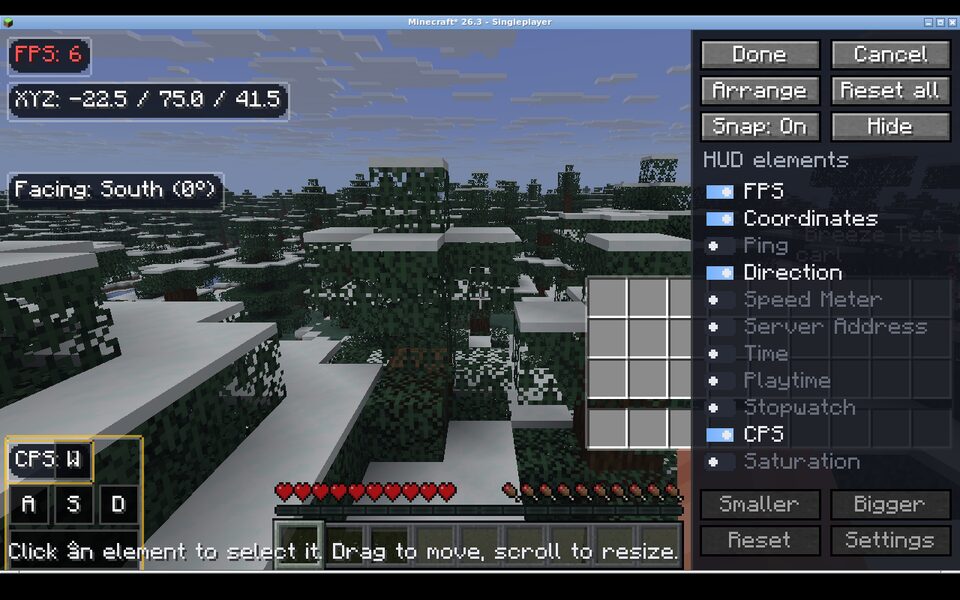 Minecraft* 26.3 - Singleplayer
FPS: 6
XYZ: -22.5 / 75.0 / 41.5
Facing: South (0°)
Done
Cancel
Arrange
Reset all
Snap: On
Hide
HUD elements
FPS
Coordinates
Ping
Direction
Speed Meter
Server Address
Time
Playtime
Stopwatch
CPS
Saturation
Smaller
Bigger
Reset
Settings
CPS W
A S D
Click an element to select it. Drag to move, scroll to resize.